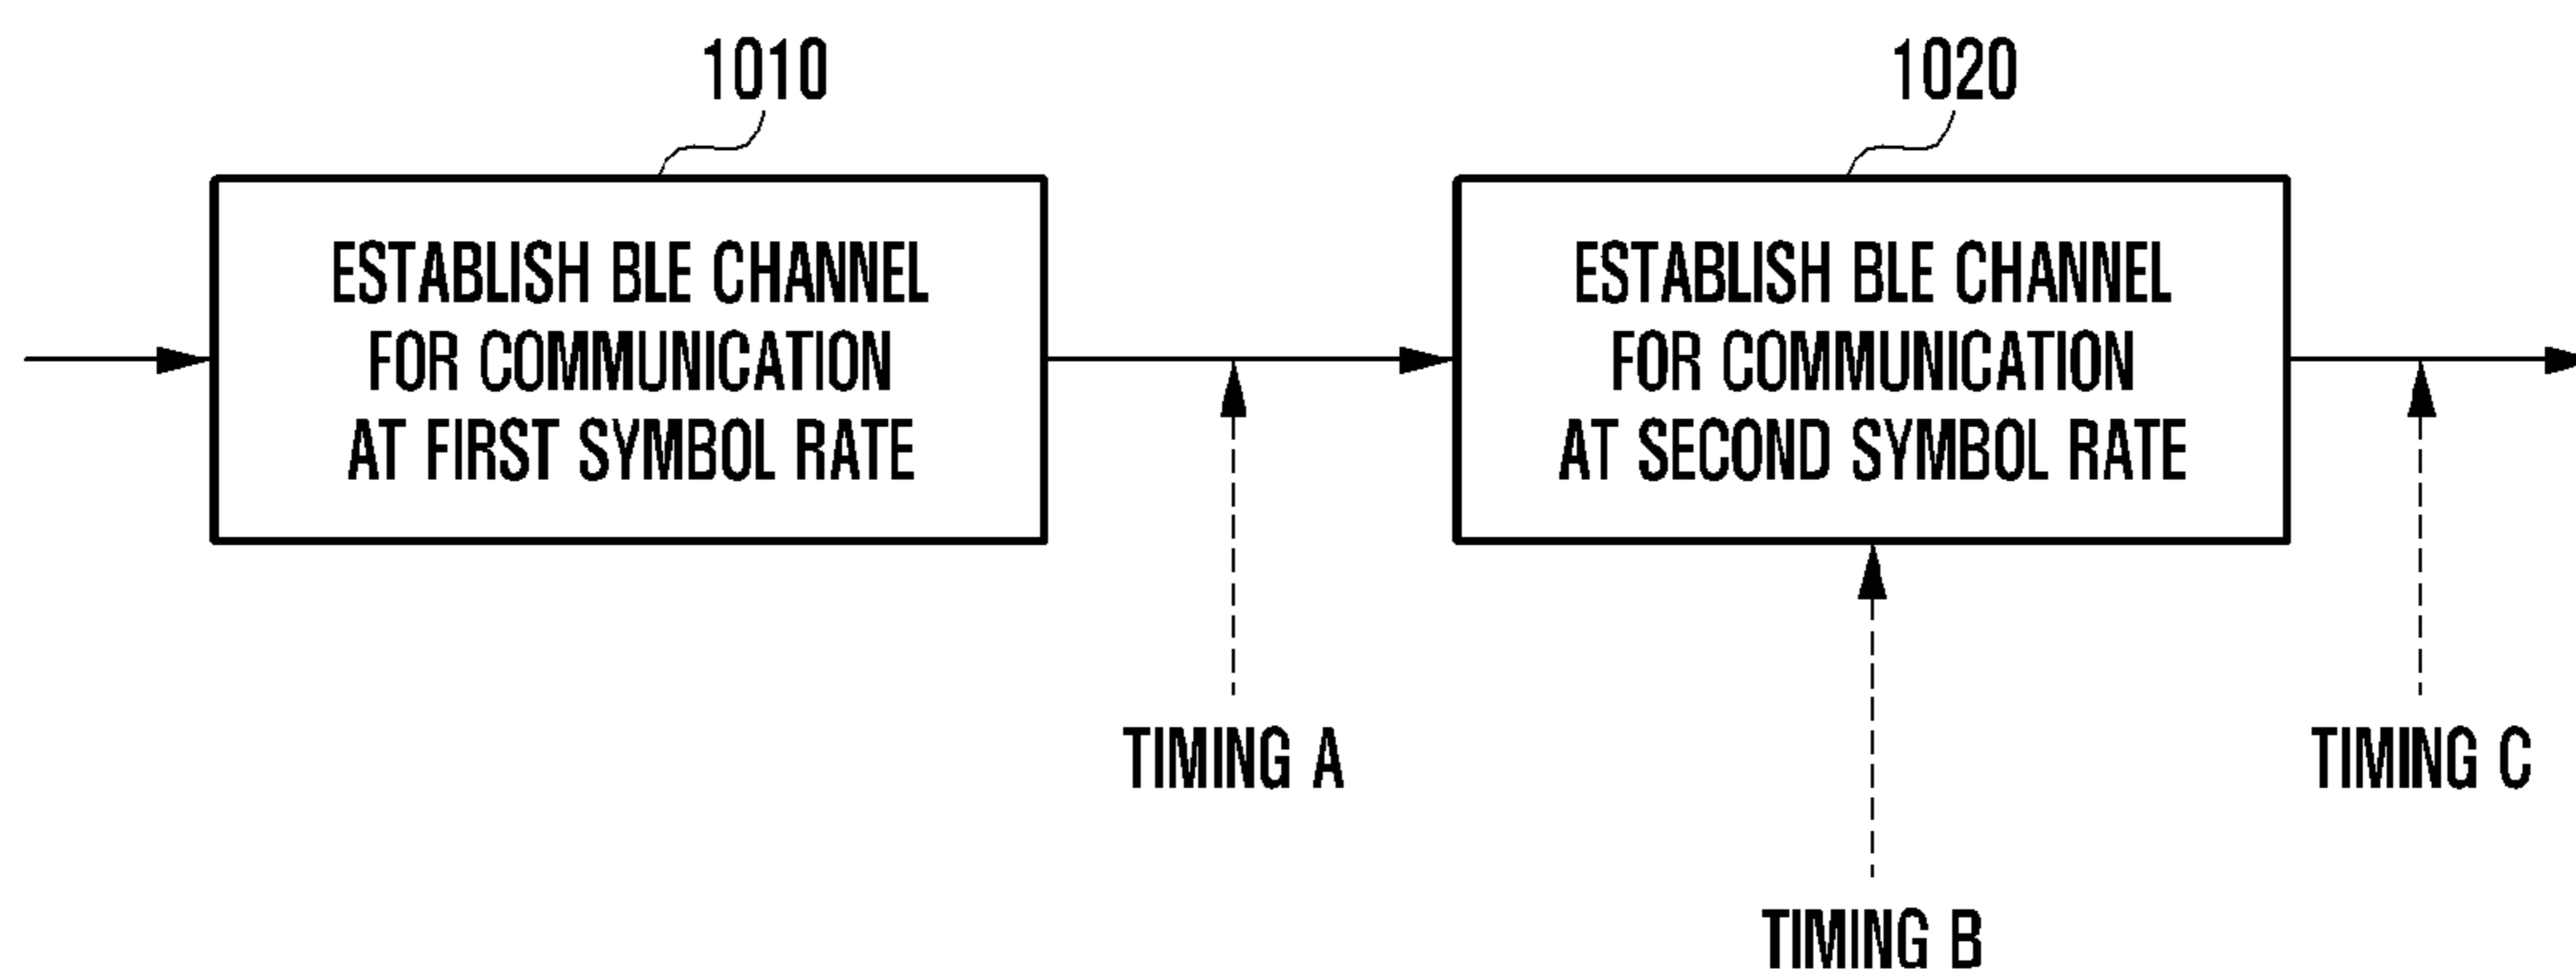 1010
ESTABLISH BLE CHANNEL
FOR COMMUNICATION
AT FIRST SYMBOL RATE
1020
ESTABLISH BLE CHANNEL
FOR COMMUNICATION
AT SECOND SYMBOL RATE
TIMING A
TIMING B
TIMING C